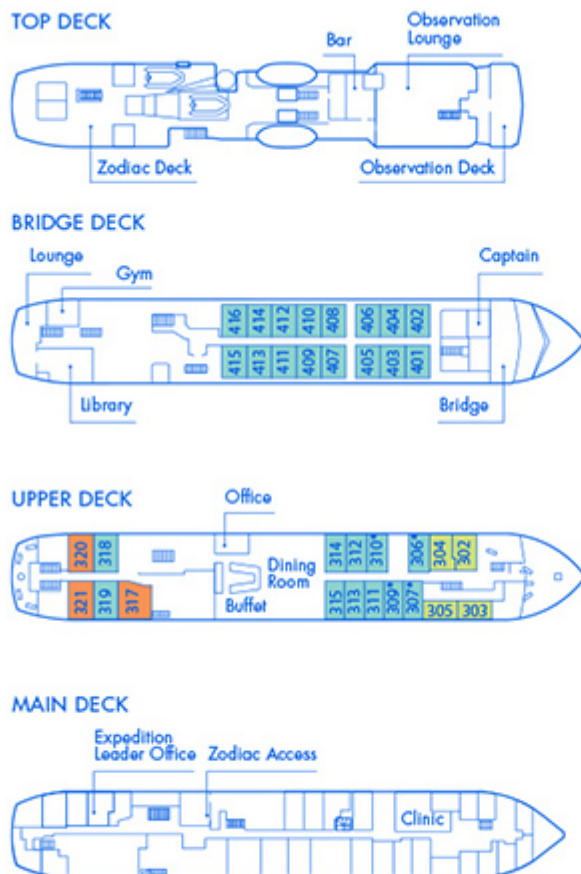 TOP DECK
Observation
Lounge
Bar
Zodiac Deck
Observation Deck
BRIDGE DECK
Lounge
Gym
Captain
416 414 412 410 408 406 404 402
415 413 411 409 407 405 403 401
Library
Bridge
UPPER DECK
Office
320 318 314 312 310* 306* 304 302
Dining
Room
Buffet
321 319 317 315 313 311 309* 307* 305 303
MAIN DECK
Expedition
Leader Office
Zodiac Access
Clinic